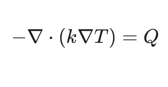 −∇ · (k∇T) = Q